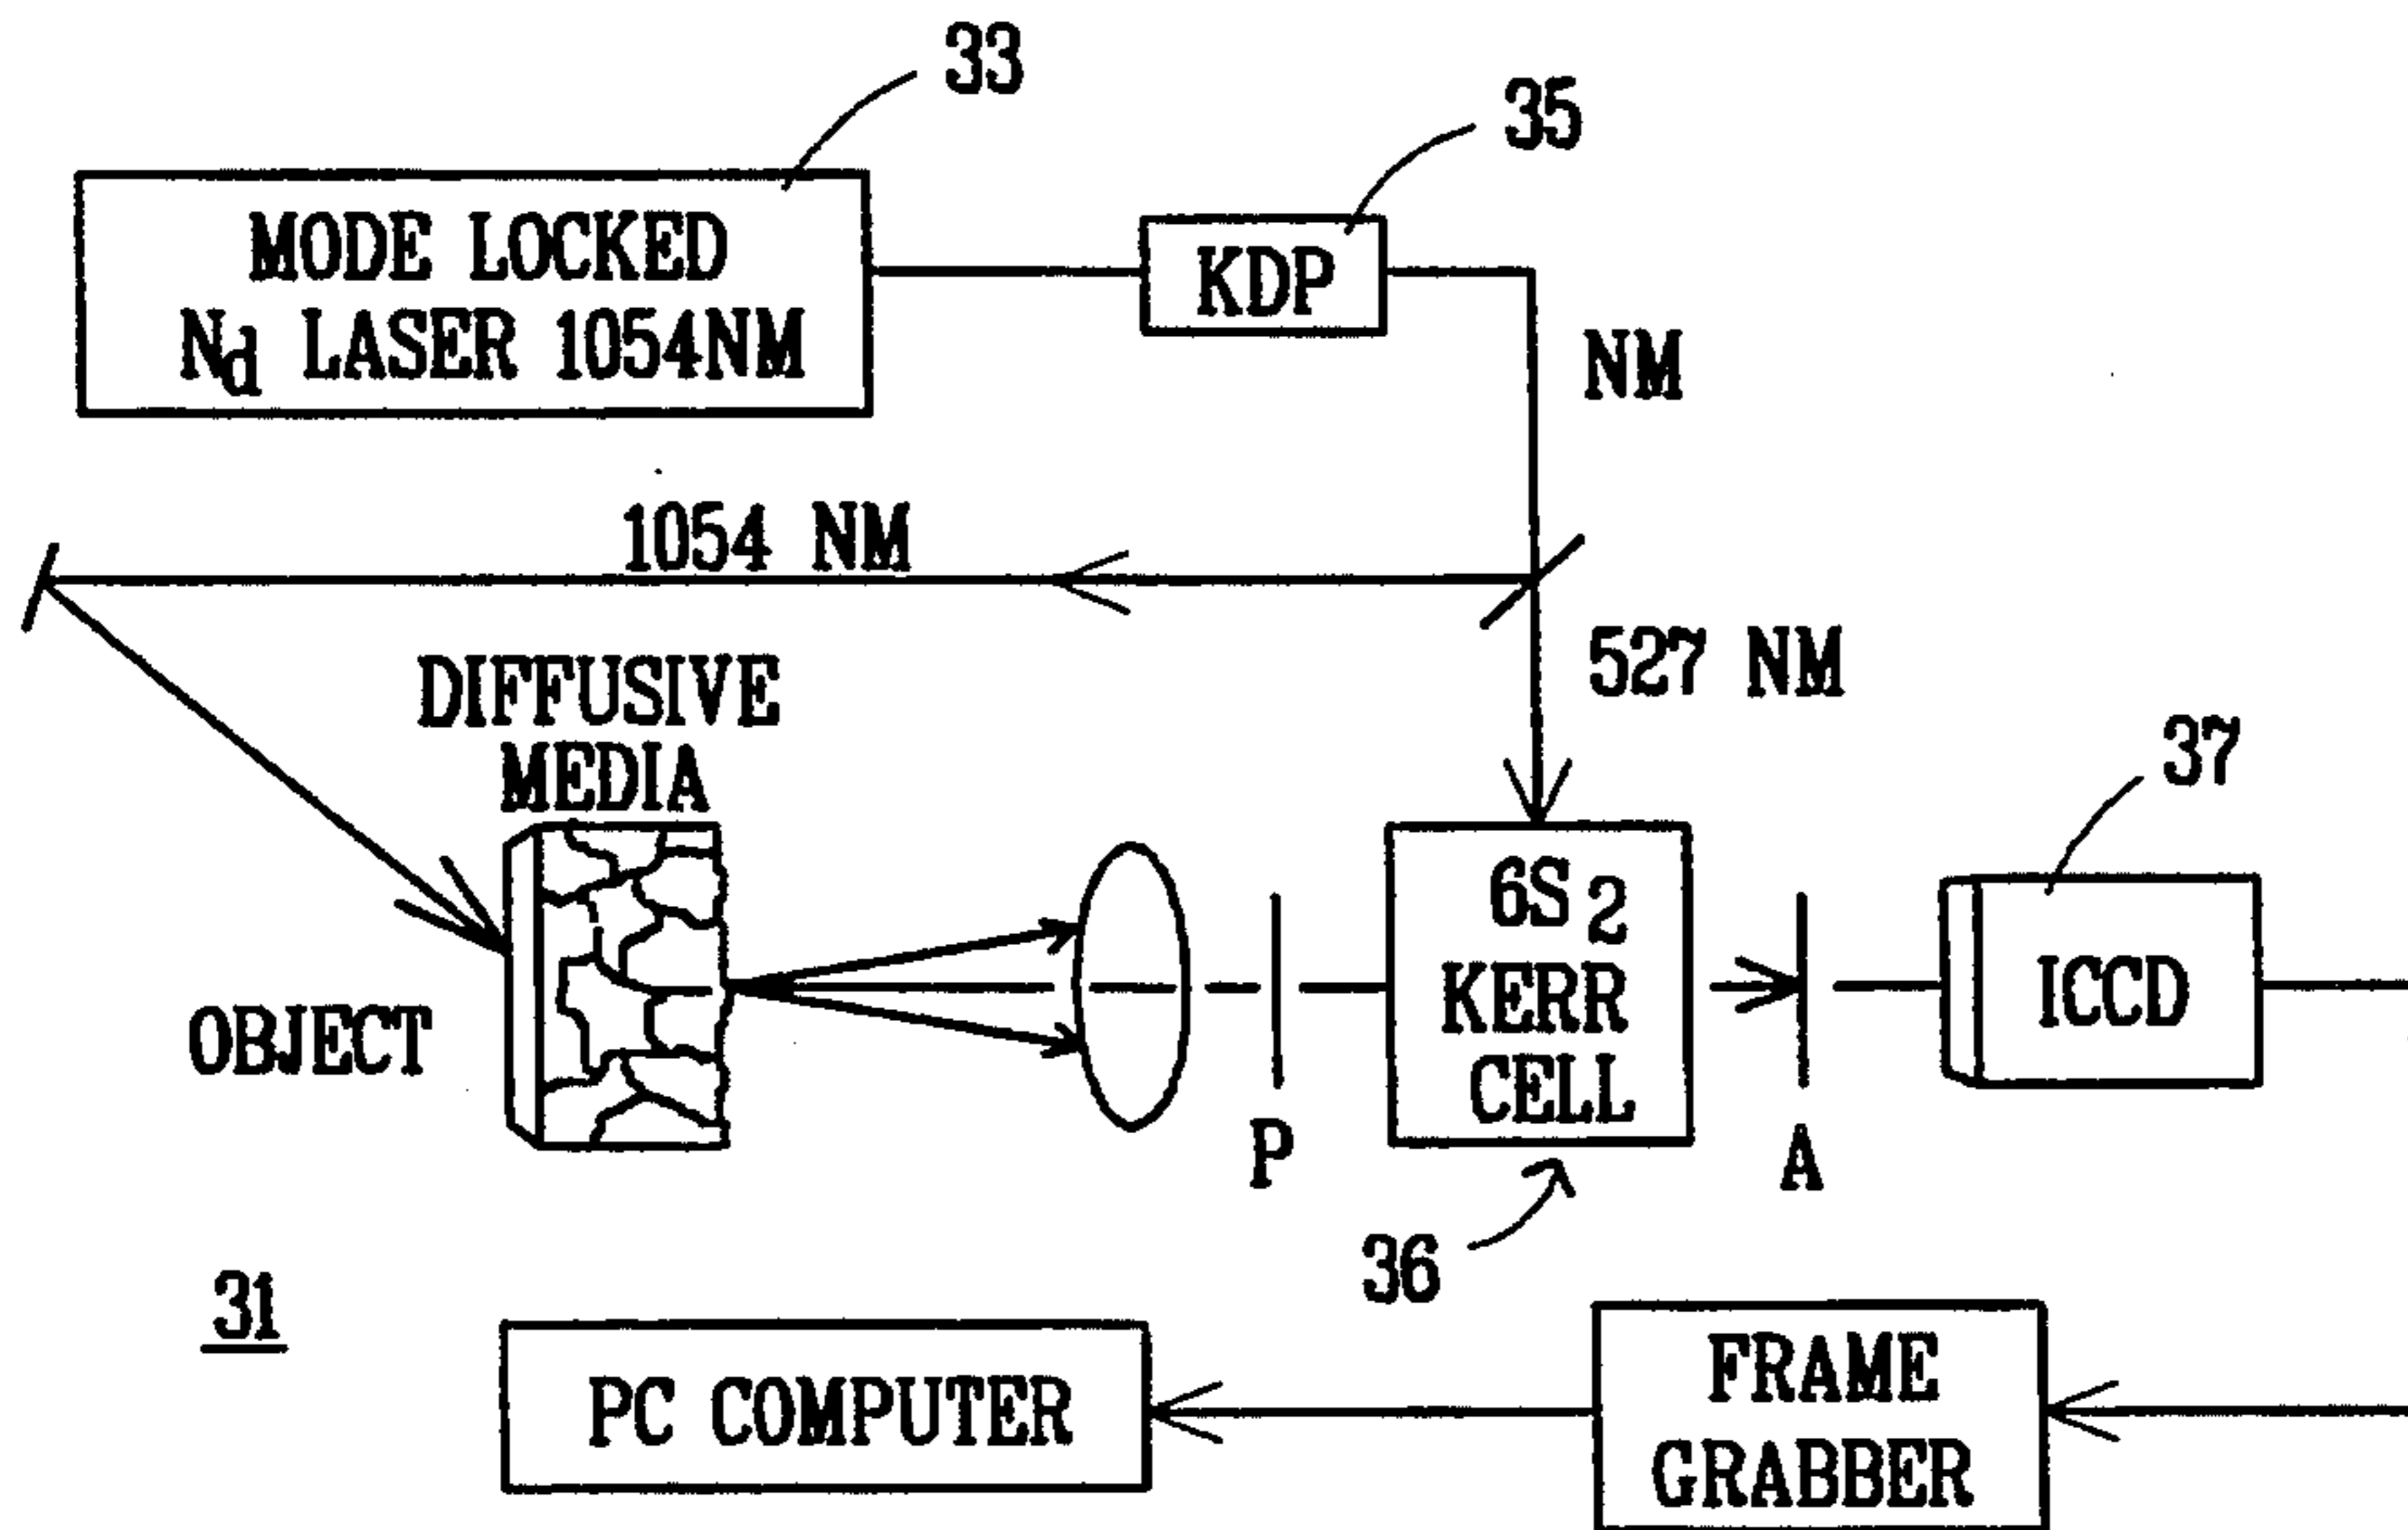 33
35
MODE LOCKED
Nd LASER 1054NM
KDP
NM
1054 NM
527 NM
DIFFUSIVE
MEDIA
37
6S2
KERR
CELL
ICCD
OBJECT
P
A
36
31
PC COMPUTER
FRAME
GRABBER